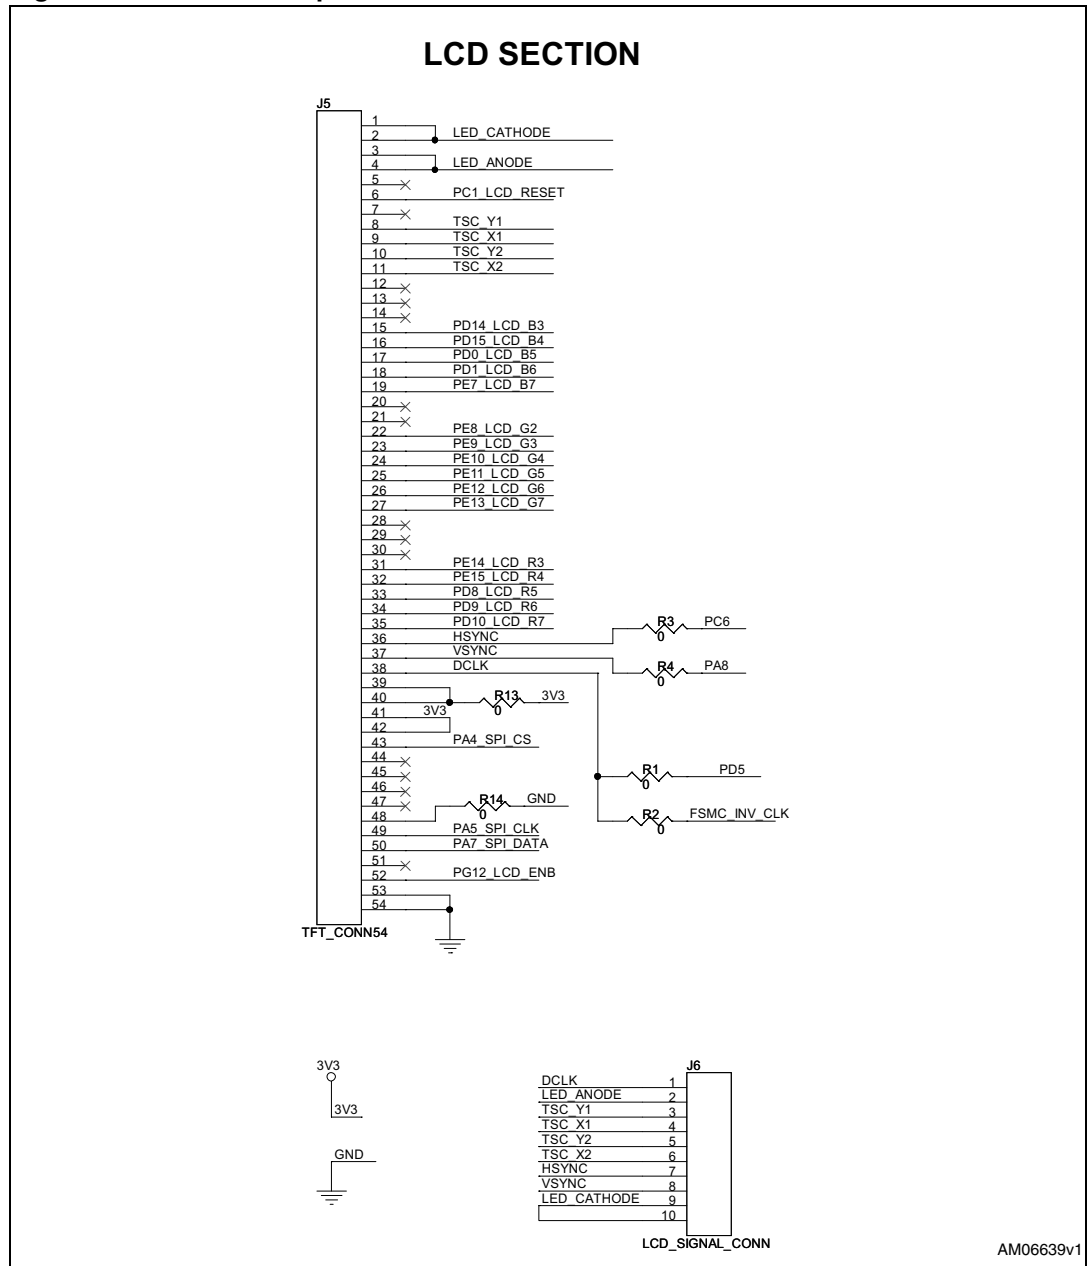 LCD SECTION
J5
1
2 LED_CATHODE
3
4 LED_ANODE
5
6 PC1_LCD_RESET
7
8 TSC_Y1
9 TSC_X1
10 TSC_Y2
11 TSC_X2
12
13
14
15 PD14_LCD_B3
16 PD15_LCD_B4
17 PD0_LCD_B5
18 PD1_LCD_B6
19 PE7_LCD_B7
20
21
22 PE8_LCD_G2
23 PE9_LCD_G3
24 PE10_LCD_G4
25 PE11_LCD_G5
26 PE12_LCD_G6
27 PE13_LCD_G7
28
29
30
31 PE14_LCD_R3
32 PE15_LCD_R4
33 PD8_LCD_R5
34 PD9_LCD_R6
35 PD10_LCD_R7
36 HSYNC R3 0 PC6
37 VSYNC
38 DCLK R4 0 PA8
39
40 R13 0 3V3
41 3V3
42
43 PA4_SPI_CS
44
45 R1 0 PD5
46
47
48 R14 0 GND
R2 0 FSMC_INV_CLK
49 PA5_SPI_CLK
50 PA7_SPI_DATA
51
52 PG12_LCD_ENB
53
54
TFT_CONN54
3V3
3V3
GND
J6
DCLK 1
LED_ANODE 2
TSC_Y1 3
TSC_X1 4
TSC_Y2 5
TSC_X2 6
HSYNC 7
VSYNC 8
LED_CATHODE 9
10
LCD_SIGNAL_CONN
AM06639v1